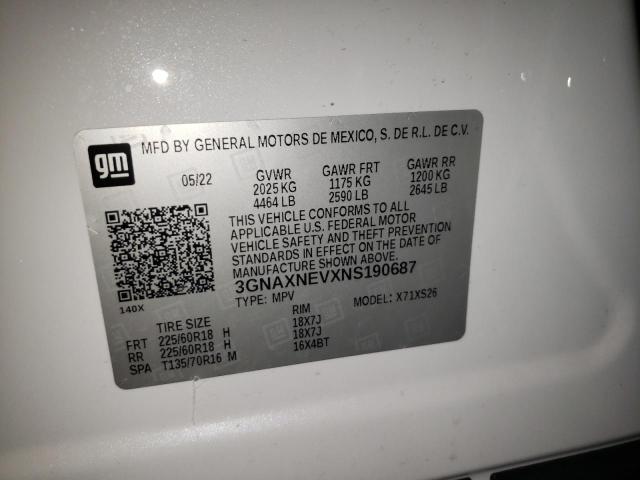 gm
MFD BY GENERAL MOTORS DE MEXICO, S. DE R.L. DE C.V.
05/22 GVWR GAWR FRT GAWR RR
2025 KG 1175 KG 1200 KG
4464 LB 2590 LB 2645 LB
THIS VEHICLE CONFORMS TO ALL
APPLICABLE U.S. FEDERAL MOTOR
VEHICLE SAFETY AND THEFT PREVENTION
STANDARDS IN EFFECT ON THE DATE OF
MANUFACTURE SHOWN ABOVE.
3GNAXNEVXNS190687
140X TYPE: MPV MODEL: X71XS26
TIRE SIZE RIM
FRT 225/60R18 H 18X7J
RR 225/60R18 H 18X7J
SPA T135/70R16 M 16X4BT